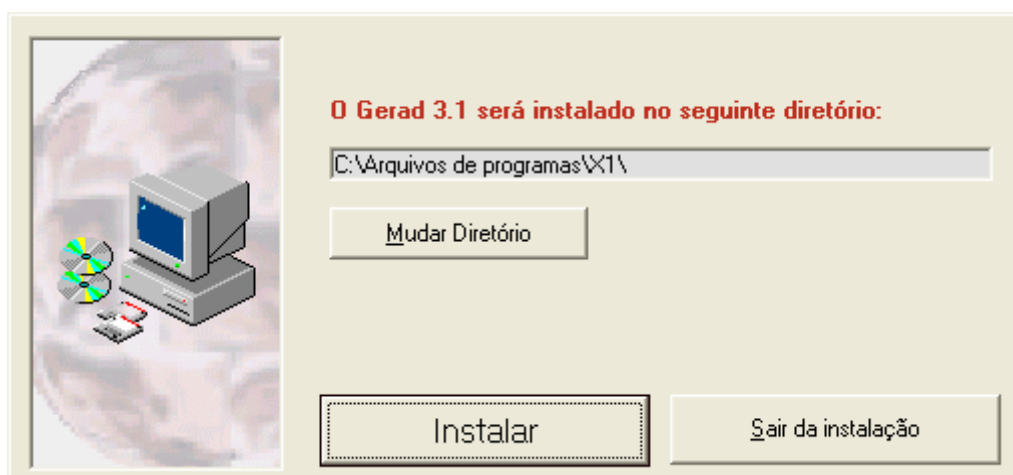 O Gerad 3.1 será instalado no seguinte diretório:
C:\Arquivos de programas\X1\
Mudar Diretório
Instalar
Sair da instalação